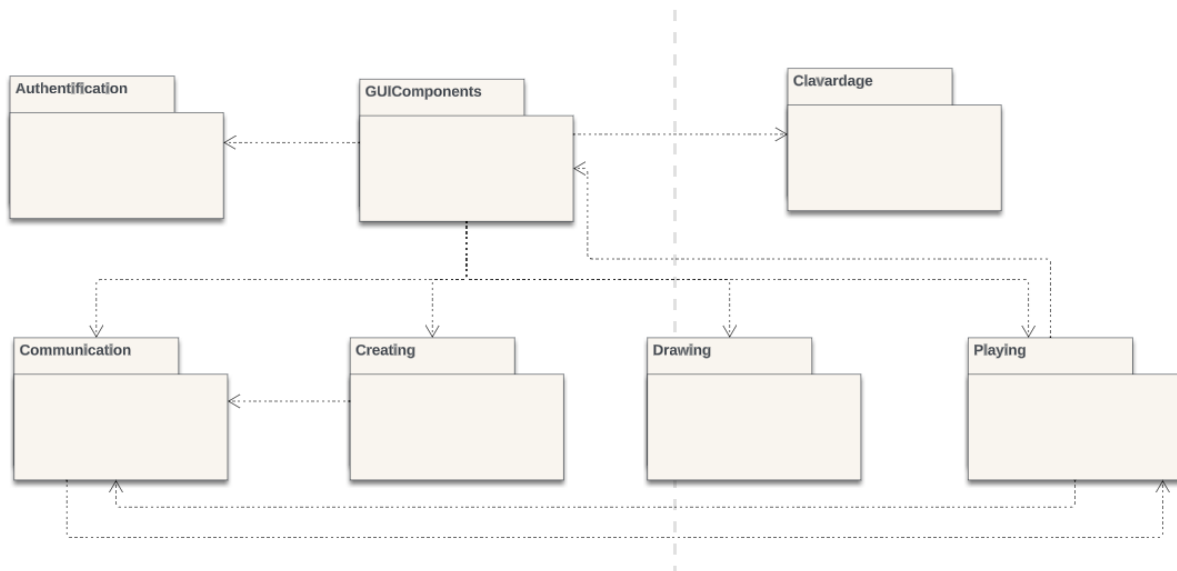 Authentification
GUIComponents
Clavardage
Communication
Creating
Drawing
Playing